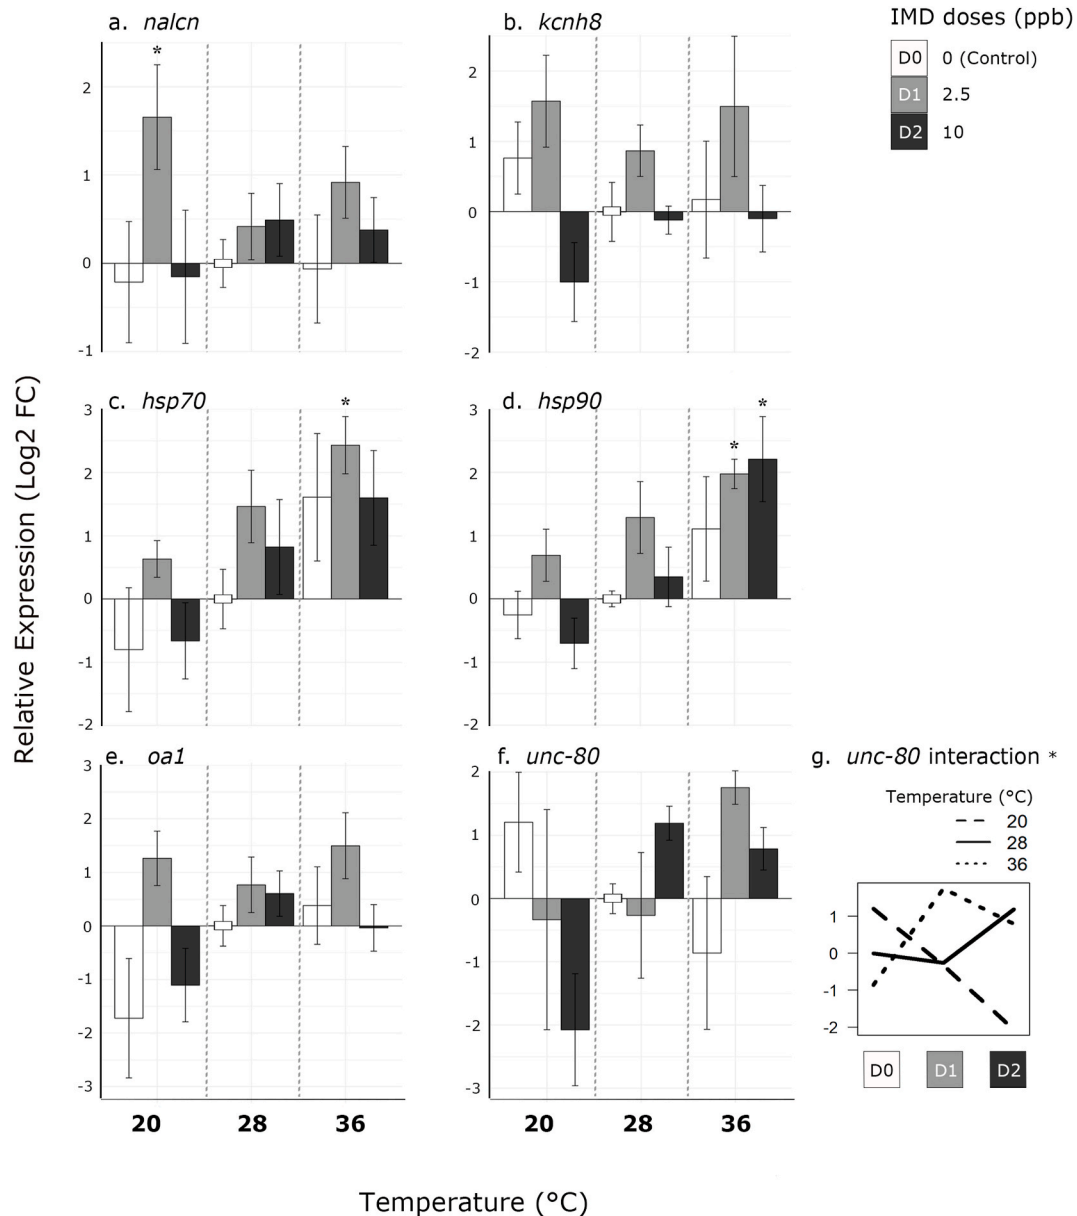 IMD doses (ppb)
D0 0 (Control)
D1 2.5
D2 10
Relative Expression (Log2 FC)
a. nalcn
*
2
1
0
-1
b. kcnh8
2
1
0
-1
-2
c. hsp70
*
3
2
1
0
-1
-2
d. hsp90
*
*
3
2
1
0
-1
-2
e. oa1
3
2
1
0
-1
-2
-3
20 28 36
f. unc-80
2
1
0
-1
-2
-3
20 28 36
g. unc-80 interaction *
Temperature (°C)
20
28
36
1
0
-1
-2
D0 D1 D2
Temperature (°C)